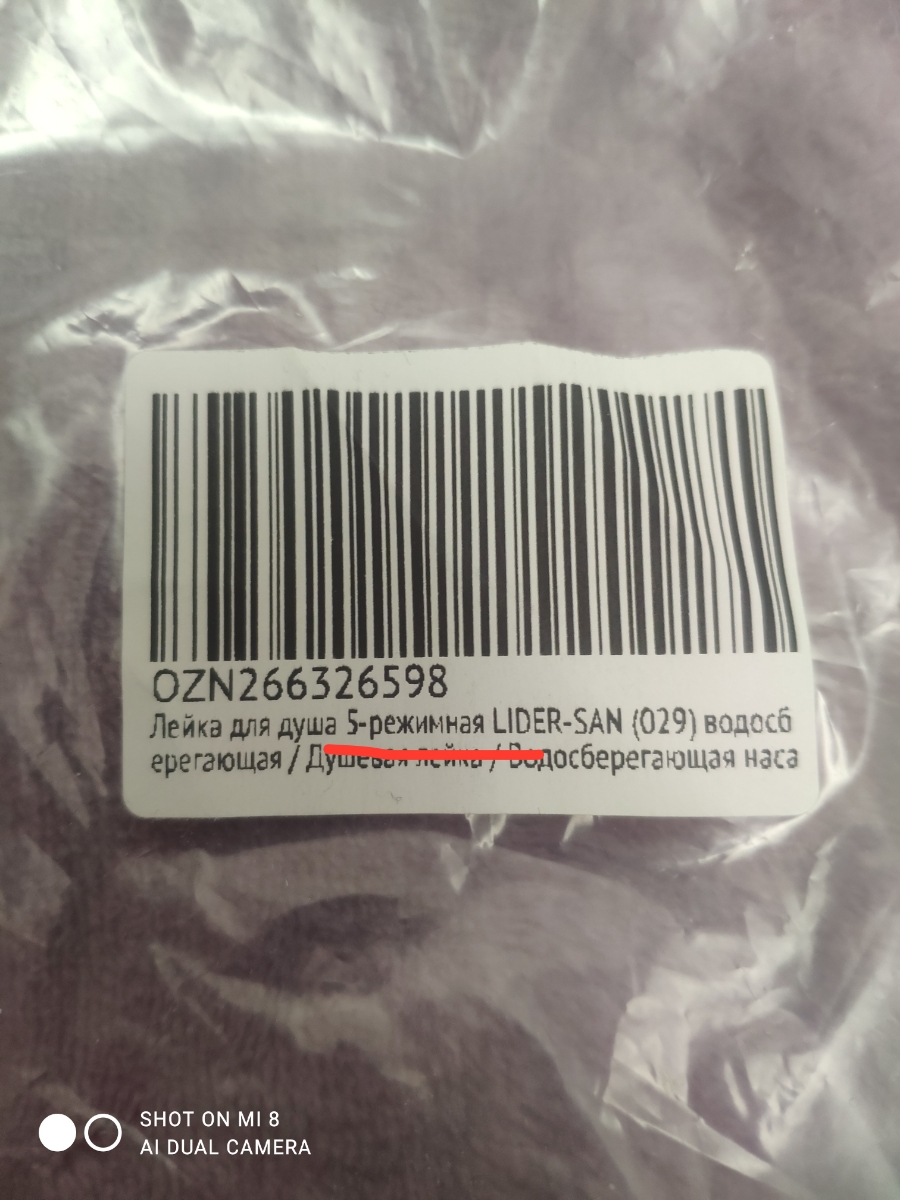 OZN266326598
Лейка для душа 5-режимная LIDER-SAN (029) водосб
ерегающая / Душевая лейка / Водосберегающая наса
SHOT ON MI 8
AI DUAL CAMERA